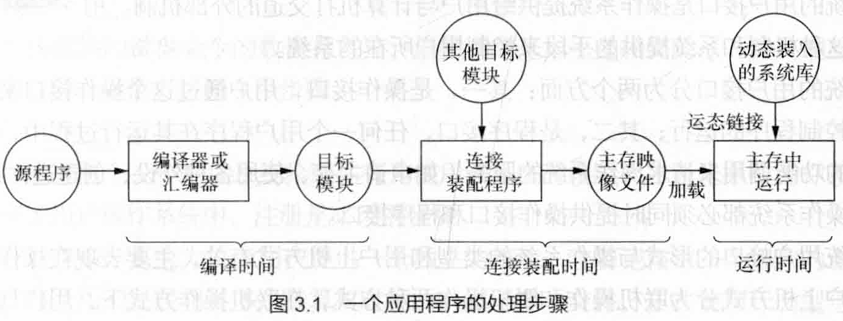 其他目标
模块
动态装入
的系统库
运态链接
源程序
编译器或
汇编器
目标
模块
连接
装配程序
主存映
像文件
加载
主存中
运行
编译时间
连接装配时间
运行时间
图 3.1 一个应用程序的处理步骤